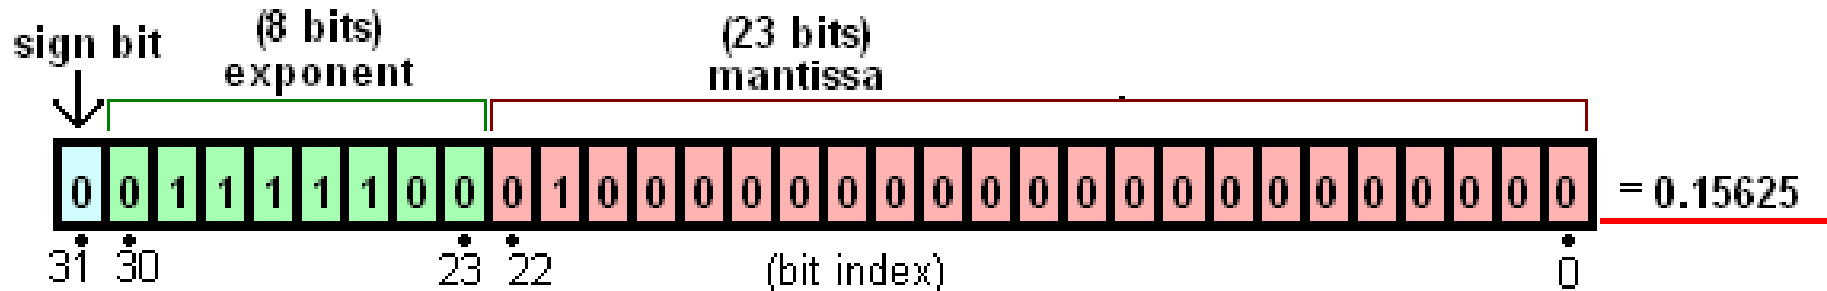 sign bit
(8 bits)
exponent
(23 bits)
mantissa
0 0 1 1 1 1 1 0 0 0 1 0 0 0 0 0 0 0 0 0 0 0 0 0 0 0 0 0 0 0 0 0 = 0.15625
31 30 23 22 (bit index) 0